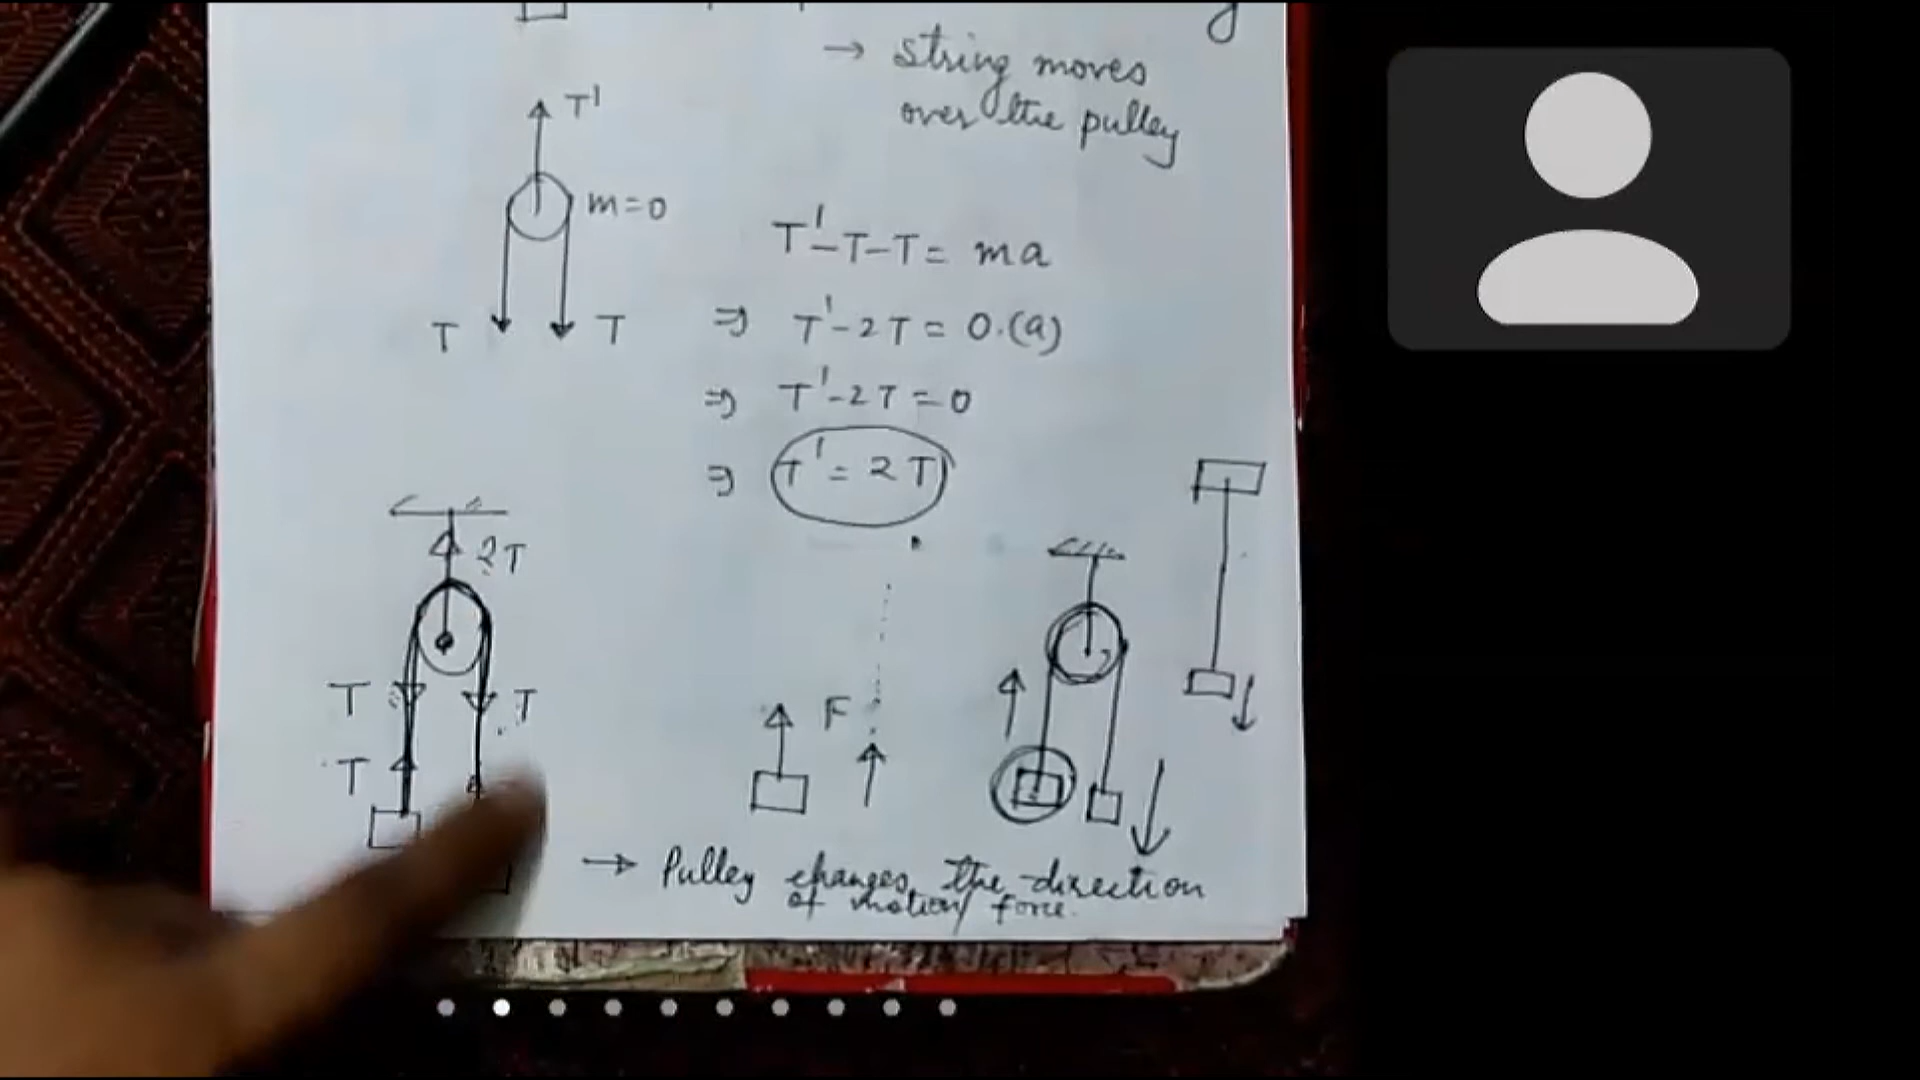 → string moves
over the pulley
T'
m=0
T'-T-T= ma
T T ⇒ T'-2T = 0.(a)
⇒ T'-2T = 0
⇒ T' = 2T
2T
T T
F
T
→ Pulley changes the direction
of motion/ force.